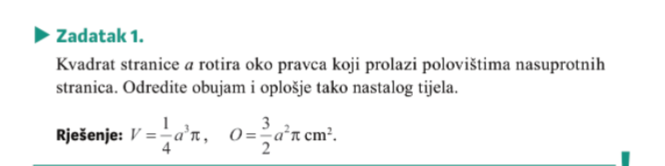 Zadatak 1.
Kvadrat stranice a rotira oko pravca koji prolazi polovištima nasuprotnih
stranica. Odredite obujam i oplošje tako nastalog tijela.
Rješenje: V = 1/4 a³π, O = 3/2 a²π cm².